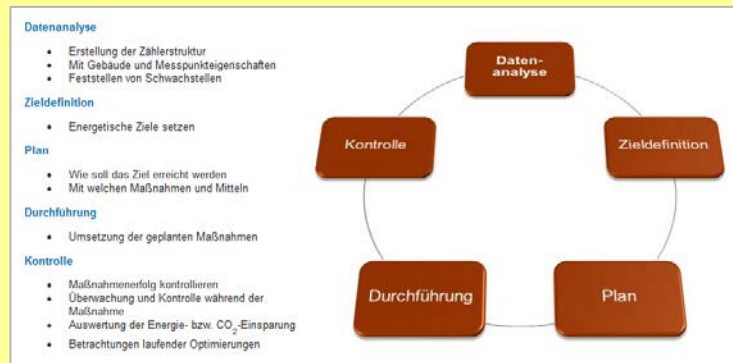 Datenanalyse
• Erstellung der Zählerstruktur
• Mit Gebäude und Messpunkteigenschaften
• Feststellen von Schwachstellen
Zieldefinition
• Energetische Ziele setzen
Plan
• Wie soll das Ziel erreicht werden
• Mit welchen Maßnahmen und Mitteln
Durchführung
• Umsetzung der geplanten Maßnahmen
Kontrolle
• Maßnahmenerfolg kontrollieren
• Überwachung und Kontrolle während der
Maßnahme
• Auswertung der Energie- bzw. CO₂-Einsparung
• Betrachtungen laufender Optimierungen
Daten-
analyse
Zieldefinition
Plan
Durchführung
Kontrolle